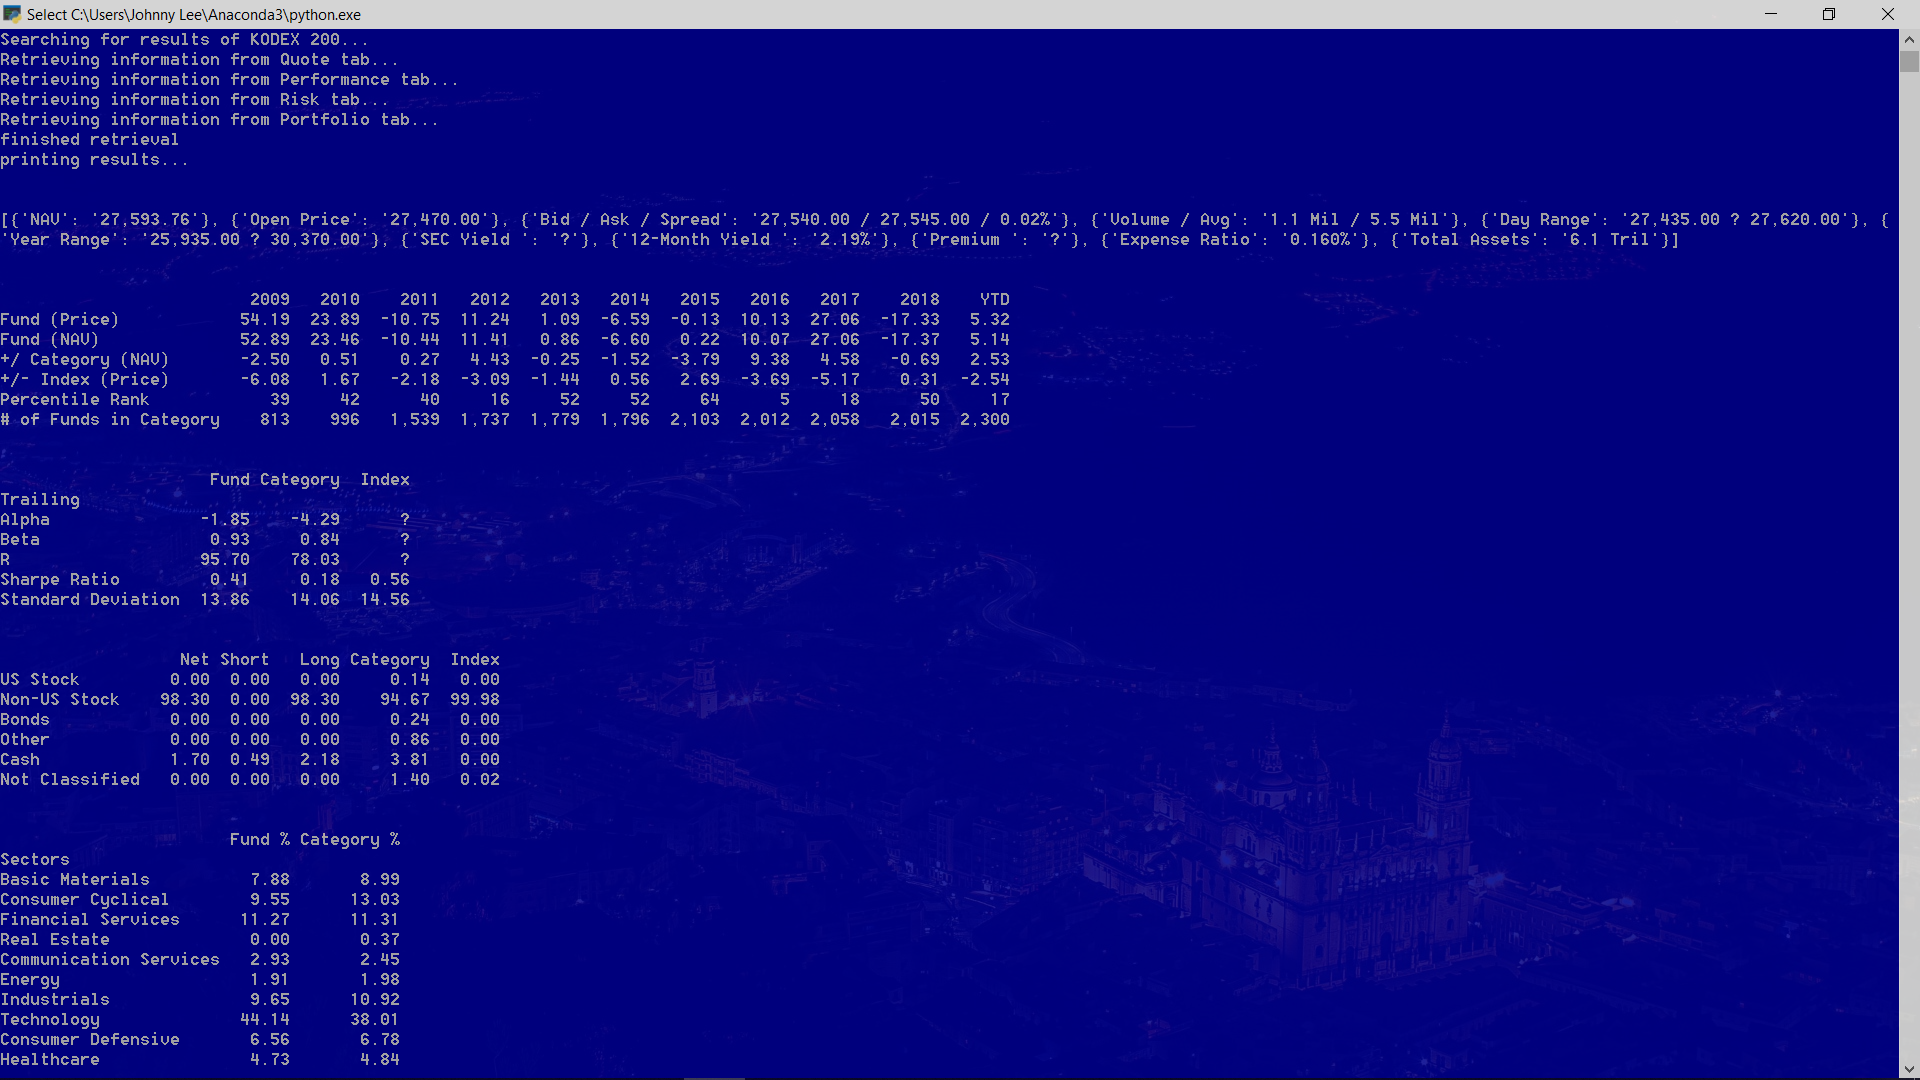 Select C:\Users\Johnny Lee\Anaconda3\python.exe
Searching for results of KODEX 200...
Retrieving information from Quote tab...
Retrieving information from Performance tab...
Retrieving information from Risk tab...
Retrieving information from Portfolio tab...
finished retrieval
printing results...
[{'NAV': '27,593.76'}, {'Open Price': '27,470.00'}, {'Bid / Ask / Spread': '27,540.00 / 27,545.00 / 0.02%'}, {'Volume / Avg': '1.1 Mil / 5.5 Mil'}, {'Day Range': '27,435.00 ? 27,620.00'}, {
'Year Range': '25,935.00 ? 30,370.00'}, {'SEC Yield ': '?'}, {'12-Month Yield ': '2.19%'}, {'Premium ': '?'}, {'Expense Ratio': '0.160%'}, {'Total Assets': '6.1 Tril'}]
2009 2010 2011 2012 2013 2014 2015 2016 2017 2018 YTD
Fund (Price) 54.19 23.89 -10.75 11.24 1.09 -6.59 -0.13 10.13 27.06 -17.33 5.32
Fund (NAV) 52.89 23.46 -10.44 11.41 0.86 -6.60 0.22 10.07 27.06 -17.37 5.14
+/ Category (NAV) -2.50 0.51 0.27 4.43 -0.25 -1.52 -3.79 9.38 4.58 -0.69 2.53
+/- Index (Price) -6.08 1.67 -2.18 -3.09 -1.44 0.56 2.69 -3.69 -5.17 0.31 -2.54
Percentile Rank 39 42 40 16 52 52 64 5 18 50 17
# of Funds in Category 813 996 1,539 1,737 1,779 1,796 2,103 2,012 2,058 2,015 2,300
Fund Category Index
Trailing
Alpha -1.85 -4.29 ?
Beta 0.93 0.84 ?
R 95.70 78.03 ?
Sharpe Ratio 0.41 0.18 0.56
Standard Deviation 13.86 14.06 14.56
Net Short Long Category Index
US Stock 0.00 0.00 0.00 0.14 0.00
Non-US Stock 98.30 0.00 98.30 94.67 99.98
Bonds 0.00 0.00 0.00 0.24 0.00
Other 0.00 0.00 0.00 0.86 0.00
Cash 1.70 0.49 2.18 3.81 0.00
Not Classified 0.00 0.00 0.00 1.40 0.02
Fund % Category %
Sectors
Basic Materials 7.88 8.99
Consumer Cyclical 9.55 13.03
Financial Services 11.27 11.31
Real Estate 0.00 0.37
Communication Services 2.93 2.45
Energy 1.91 1.98
Industrials 9.65 10.92
Technology 44.14 38.01
Consumer Defensive 6.56 6.78
Healthcare 4.73 4.84